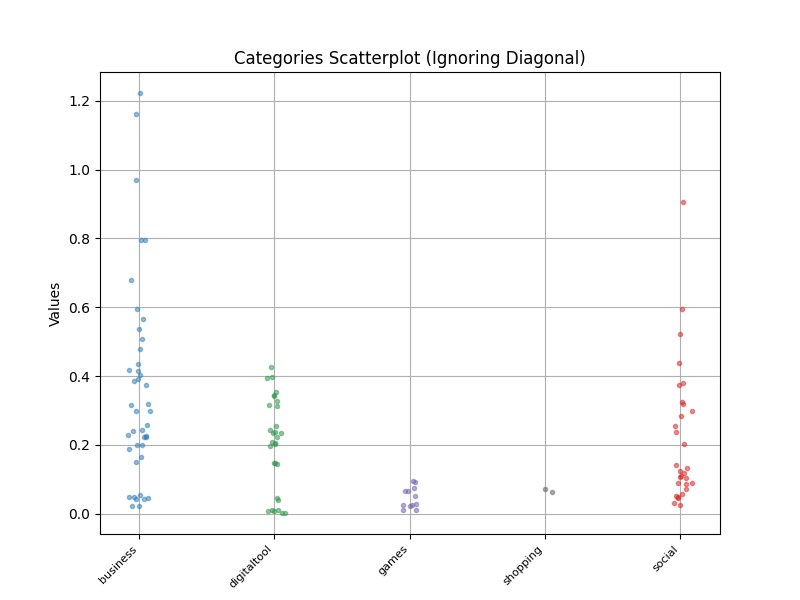 Categories Scatterplot (Ignoring Diagonal)
Values
1.2
1.0
0.8
0.6
0.4
0.2
0.0
business
digitaltool
games
shopping
social